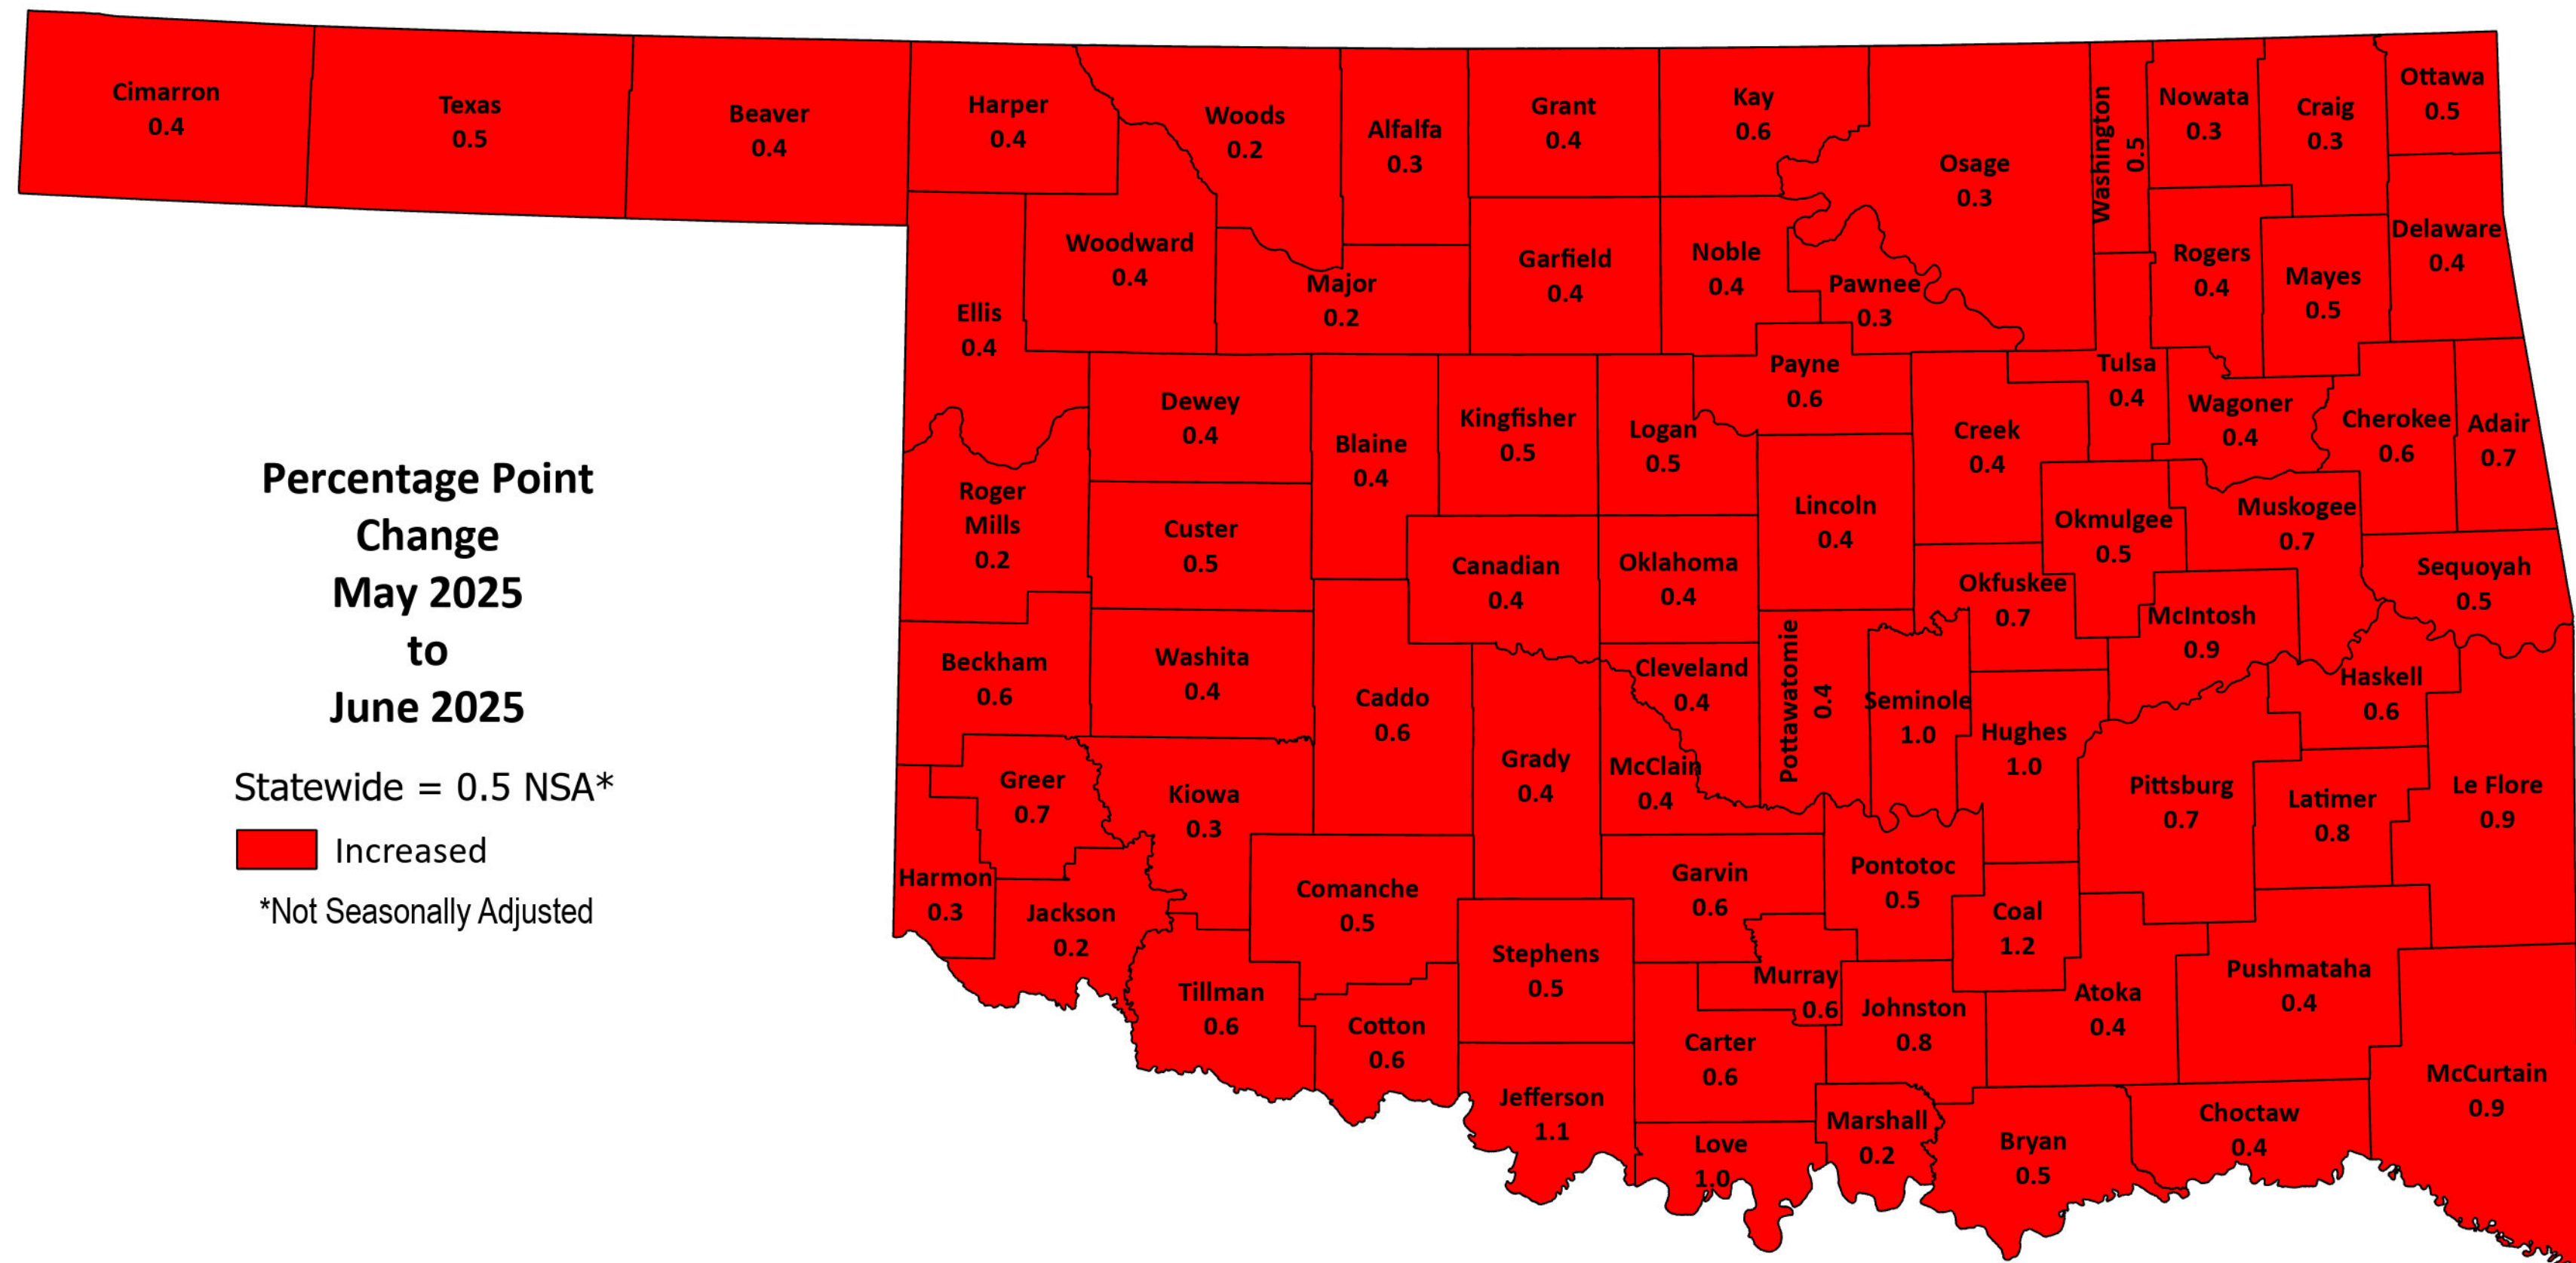 Cimarron
0.4
Texas
0.5
Beaver
0.4
Harper
0.4
Woods
0.2
Alfalfa
0.3
Grant
0.4
Kay
0.6
Osage
0.3
Washington
0.5
Nowata
0.3
Craig
0.3
Ottawa
0.5
Ellis
0.4
Woodward
0.4
Major
0.2
Garfield
0.4
Noble
0.4
Pawnee
0.3
Rogers
0.4
Mayes
0.5
Delaware
0.4
Dewey
0.4
Blaine
0.4
Kingfisher
0.5
Logan
0.5
Payne
0.6
Creek
0.4
Tulsa
0.4
Wagoner
0.4
Cherokee
0.6
Adair
0.7
Roger
Mills
0.2
Custer
0.5
Canadian
0.4
Oklahoma
0.4
Lincoln
0.4
Okfuskee
0.7
Okmulgee
0.5
Muskogee
0.7
McIntosh
0.9
Sequoyah
0.5
Beckham
0.6
Washita
0.4
Caddo
0.6
Grady
0.4
Cleveland
0.4
McClain
0.4
Pottawatomie
0.4
Seminole
1.0
Hughes
1.0
Pittsburg
0.7
Haskell
0.6
Latimer
0.8
Le Flore
0.9
Greer
0.7
Kiowa
0.3
Harmon
0.3
Jackson
0.2
Comanche
0.5
Tillman
0.6
Cotton
0.6
Stephens
0.5
Garvin
0.6
Pontotoc
0.5
Coal
1.2
Murray
0.6
Johnston
0.8
Atoka
0.4
Pushmataha
0.4
Carter
0.6
Jefferson
1.1
Love
1.0
Marshall
0.2
Bryan
0.5
Choctaw
0.4
McCurtain
0.9
Percentage Point
Change
May 2025
to
June 2025
Statewide = 0.5 NSA*
Increased
*Not Seasonally Adjusted